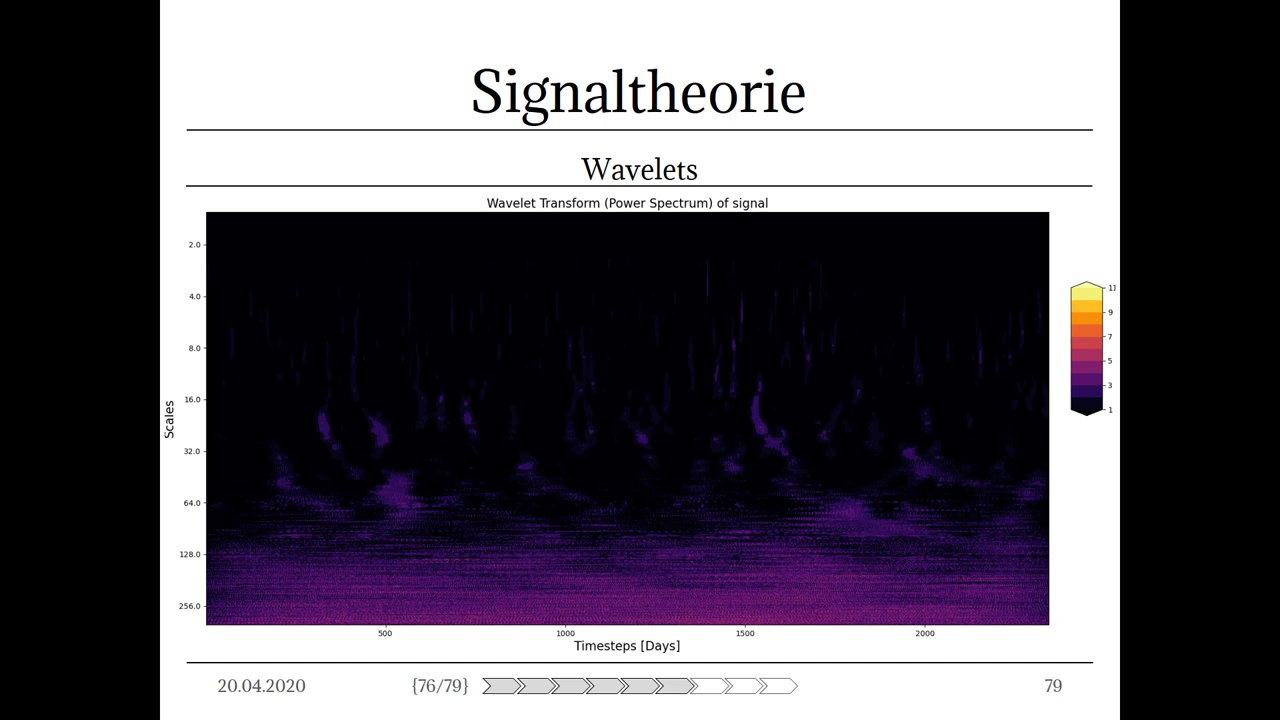 Signaltheorie
Wavelets
Wavelet Transform (Power Spectrum) of signal
Scales
2.0
4.0
8.0
16.0
32.0
64.0
128.0
256.0
500 1000 1500 2000
Timesteps [Days]
11
9
7
5
3
1
20.04.2020 {76/79} 79